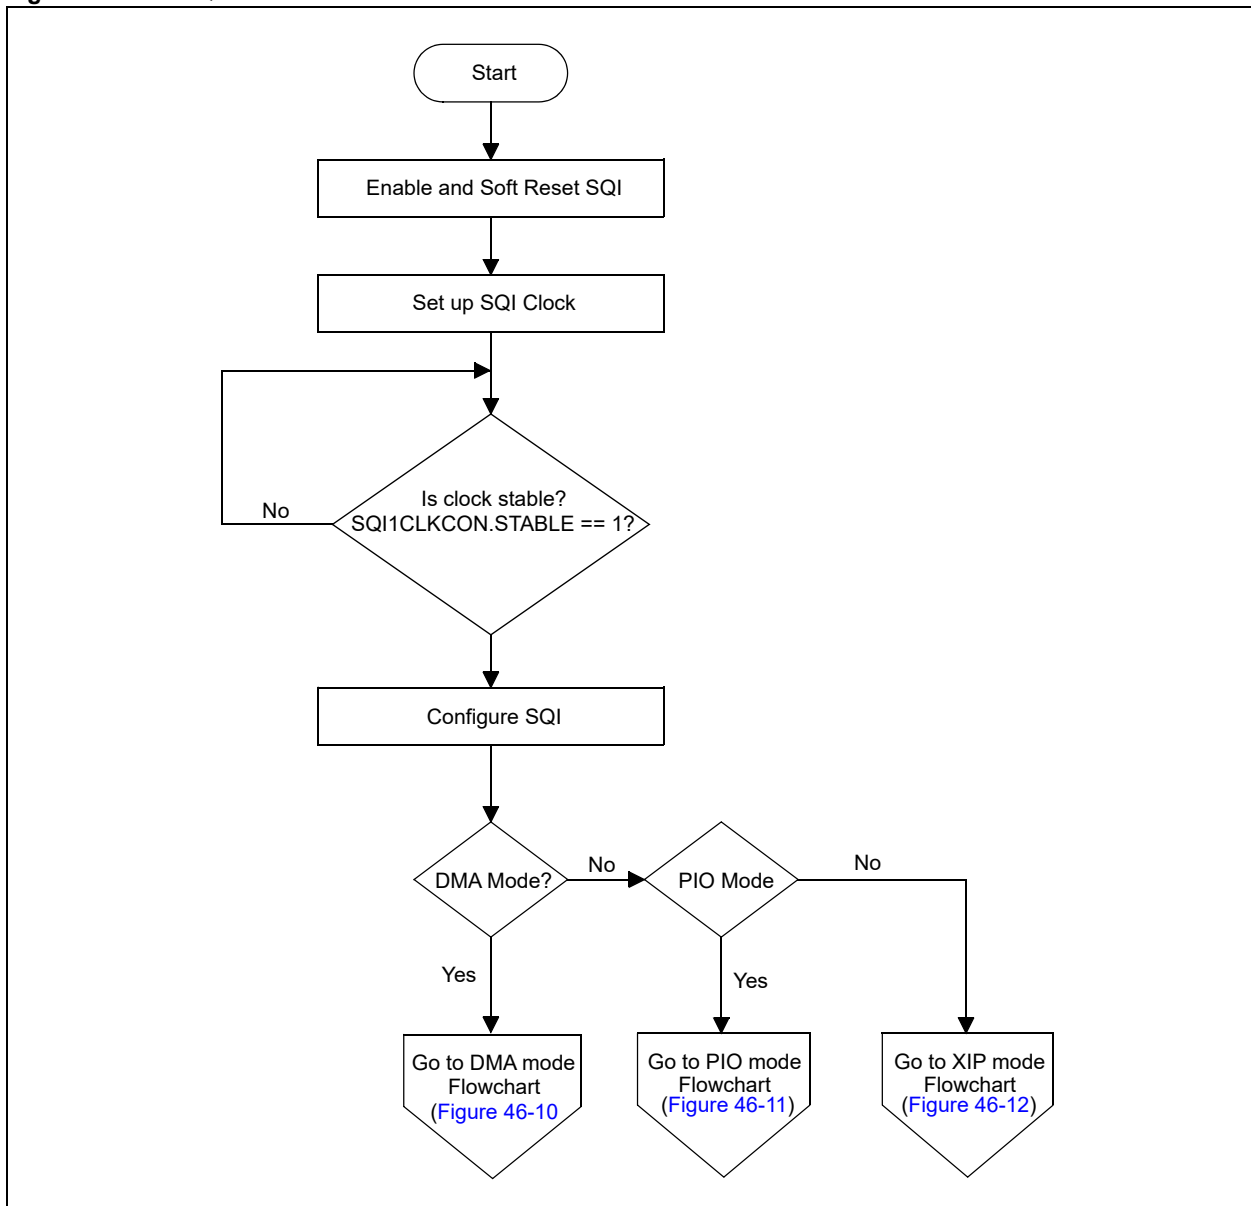 Start
Enable and Soft Reset SQI
Set up SQI Clock
Is clock stable?
SQI1CLKCON.STABLE == 1?
No
Configure SQI
DMA Mode?
No
PIO Mode
No
Yes
Yes
Go to DMA mode
Flowchart
(Figure 46-10
Go to PIO mode
Flowchart
(Figure 46-11)
Go to XIP mode
Flowchart
(Figure 46-12)